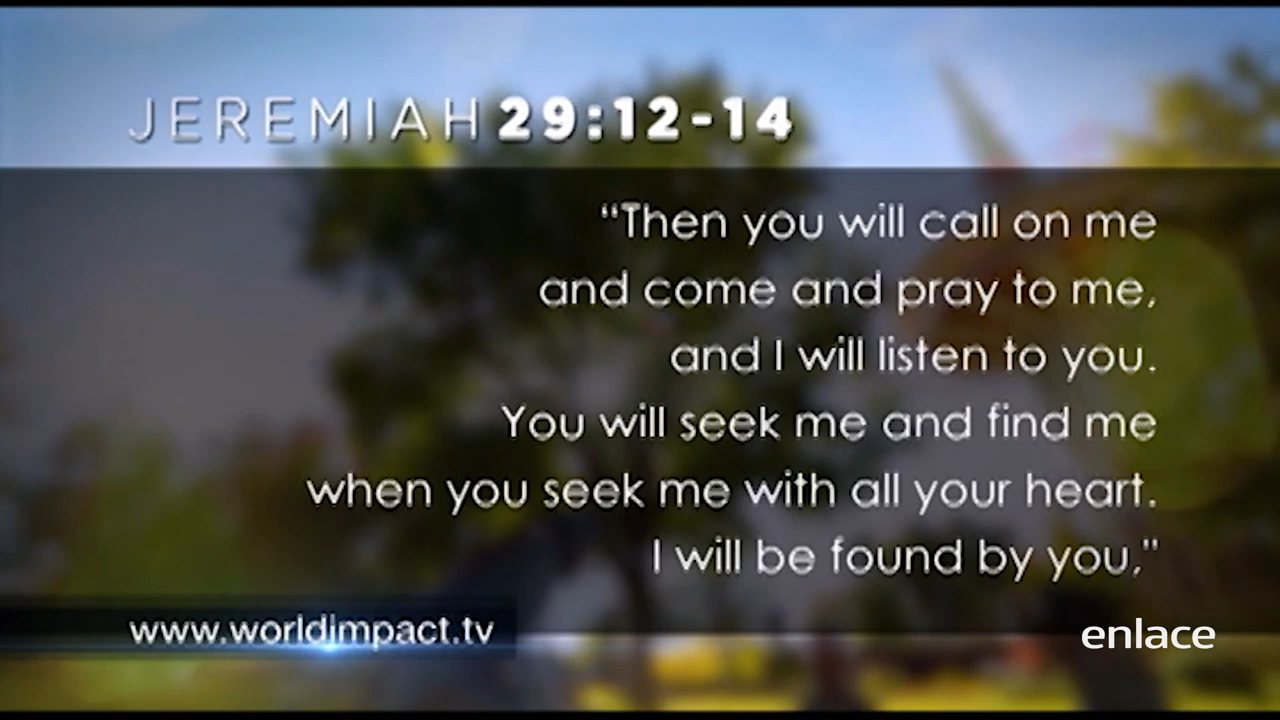 JEREMIAH 29:12-14
“Then you will call on me
and come and pray to me,
and I will listen to you.
You will seek me and find me
when you seek me with all your heart.
I will be found by you,"
www.worldimpact.tv
enlace